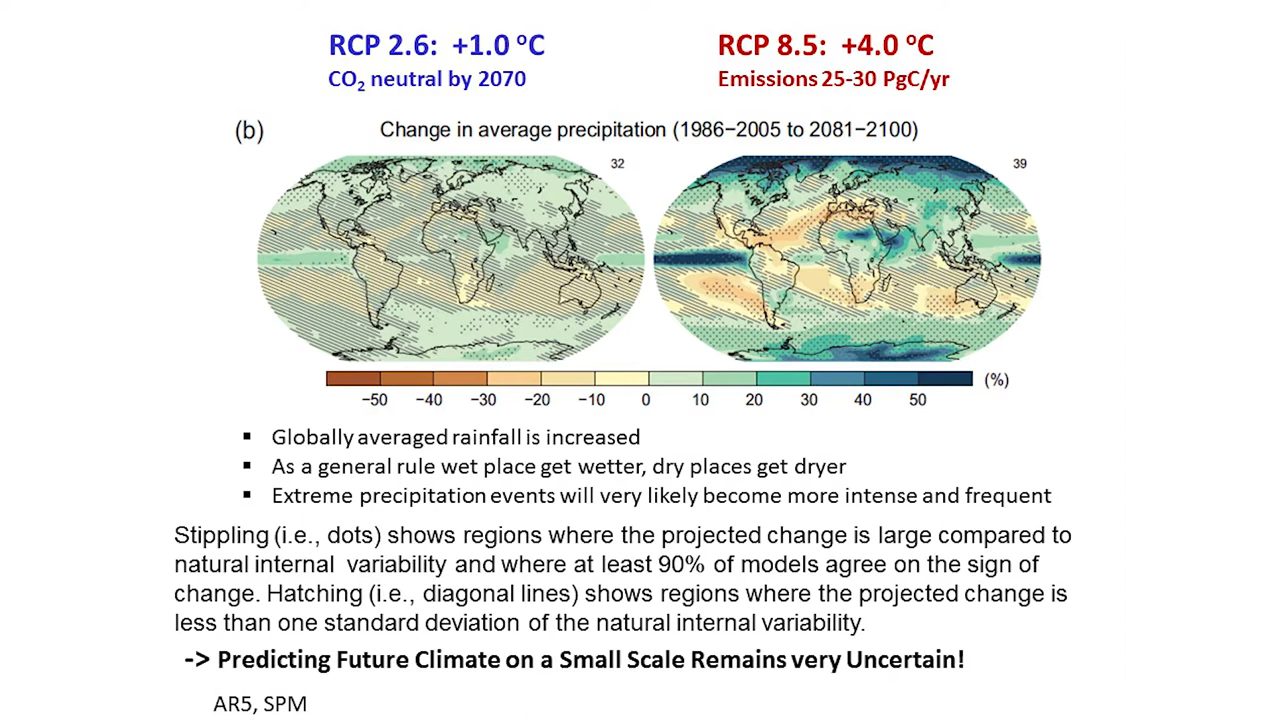 RCP 2.6:  +1.0 ºC
CO₂ neutral by 2070
RCP 8.5:  +4.0 ºC
Emissions 25-30 PgC/yr
(b)
Change in average precipitation (1986−2005 to 2081−2100)
32
39
−50 −40 −30 −20 −10 0 10 20 30 40 50 (%)
▪ Globally averaged rainfall is increased
▪ As a general rule wet place get wetter, dry places get dryer
▪ Extreme precipitation events will very likely become more intense and frequent
Stippling (i.e., dots) shows regions where the projected change is large compared to
natural internal variability and where at least 90% of models agree on the sign of
change. Hatching (i.e., diagonal lines) shows regions where the projected change is
less than one standard deviation of the natural internal variability.
-> Predicting Future Climate on a Small Scale Remains very Uncertain!
AR5, SPM